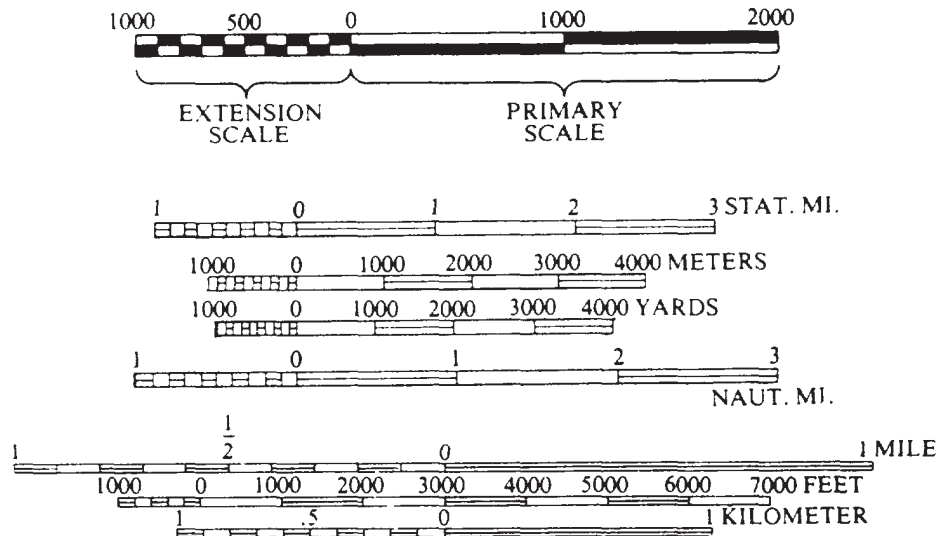 1000 500 0 1000 2000
EXTENSION SCALE
PRIMARY SCALE
1 0 1 2 3 STAT. MI.
1000 0 1000 2000 3000 4000 METERS
1000 0 1000 2000 3000 4000 YARDS
1 0 1 2 3
NAUT. MI.
1 1/2 0 1 MILE
1000 0 1000 2000 3000 4000 5000 6000 7000 FEET
1 .5 0 1 KILOMETER